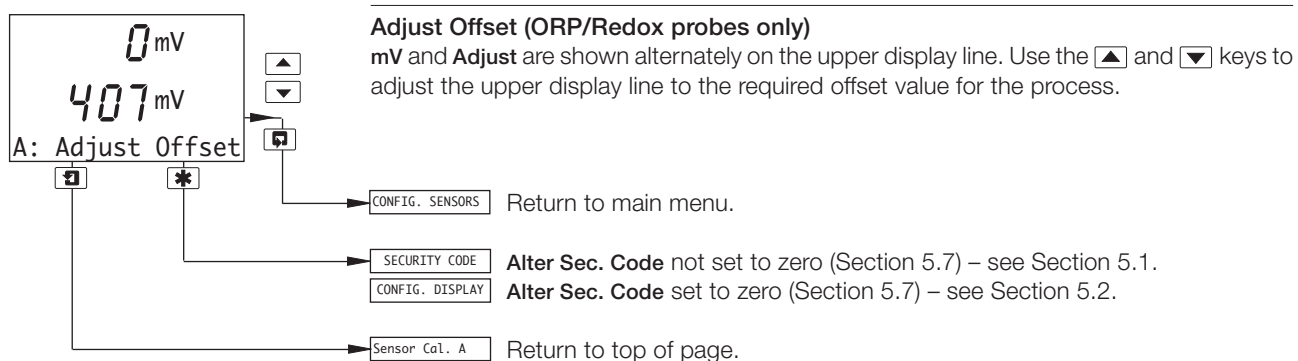 0 mV
407 mV
A: Adjust Offset
Adjust Offset (ORP/Redox probes only)
mV and Adjust are shown alternately on the upper display line. Use the ▲ and ▼ keys to
adjust the upper display line to the required offset value for the process.
CONFIG. SENSORS Return to main menu.
SECURITY CODE Alter Sec. Code not set to zero (Section 5.7) – see Section 5.1.
CONFIG. DISPLAY Alter Sec. Code set to zero (Section 5.7) – see Section 5.2.
Sensor Cal. A Return to top of page.